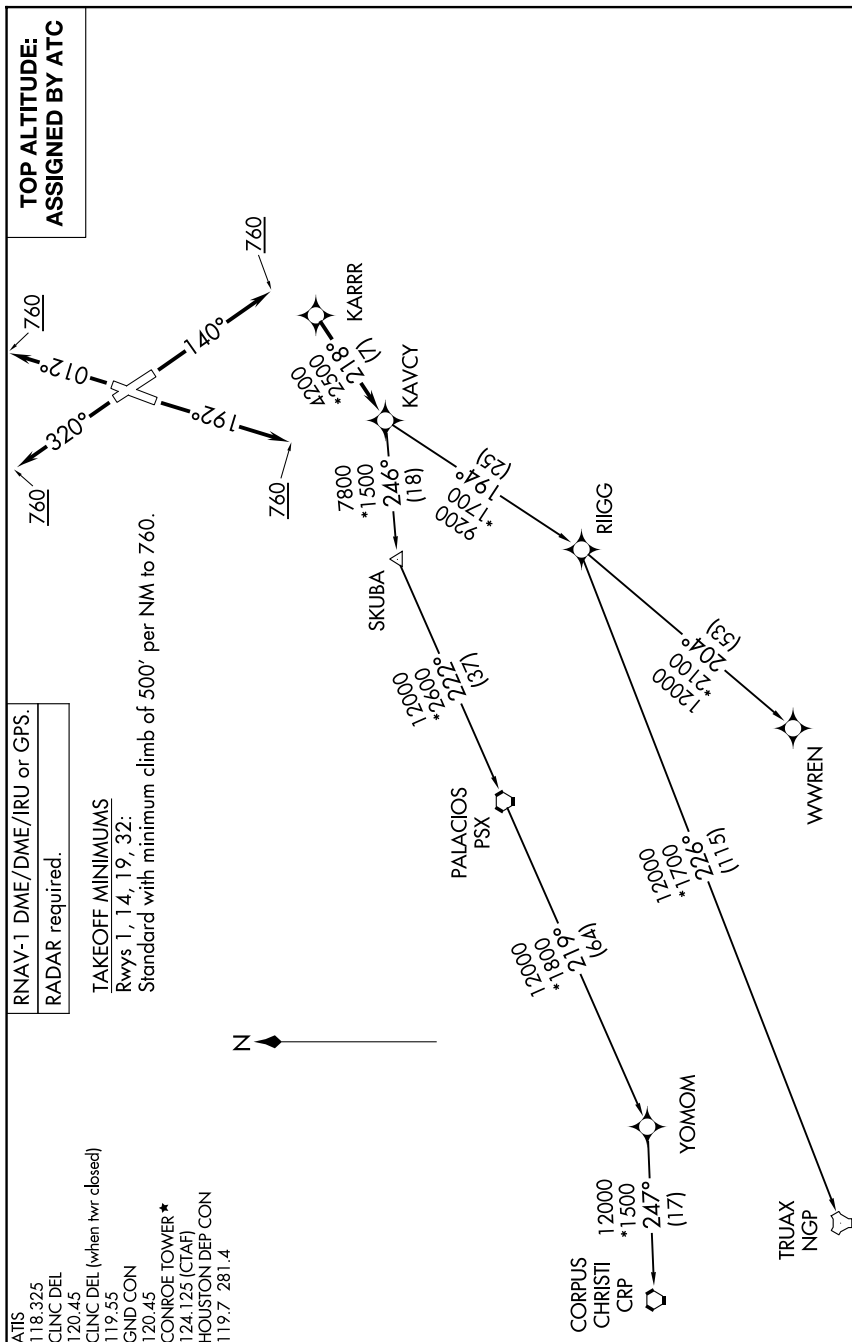 ATIS
118.325
CLNC DEL
120.45
CLNC DEL (when twr closed)
119.55
GND CON
120.45
CONROE TOWER★
124.125 (CTAF)
HOUSTON DEP CON
119.7 281.4
RNAV-1 DME/DME/IRU or GPS.
RADAR required.
TAKEOFF MINIMUMS
Rwys 1, 14, 19, 32:
Standard with minimum climb of 500' per NM to 760.
TOP ALTITUDE:
ASSIGNED BY ATC
760
320°
760
012°
140°
760
192°
760
N
KARRR
4200
*2500
218°
(7)
KAVCY
7800
*1500
246°
(18)
SKUBA
9200
*1700
194°
(25)
RIIGG
12000
*2600
222°
(37)
PALACIOS
PSX
12000
*2100
204°
(53)
WWREN
12000
*1800
219°
(64)
YOMOM
12000
*1700
226°
(115)
12000
*1500
247°
(17)
CORPUS
CHRISTI
CRP
TRUAX
NGP